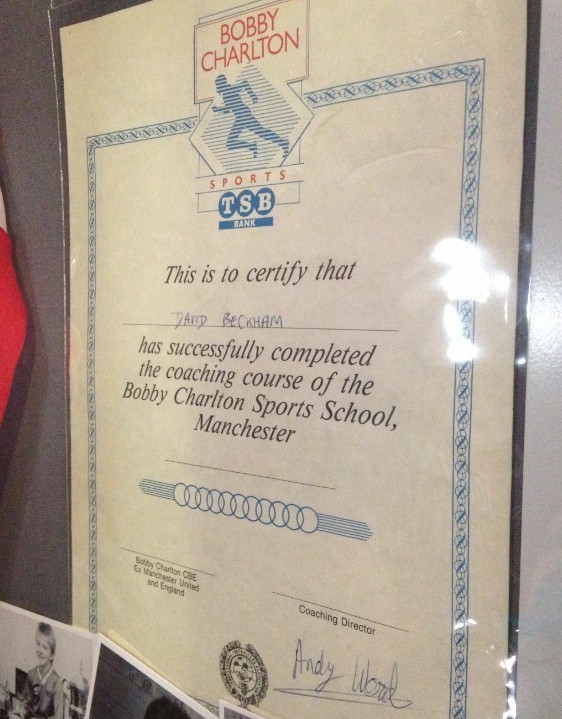 BOBBY
CHARLTON
SPORTS
TSB
BANK
This is to certify that
DAVID BECKHAM
has successfully completed
the coaching course of the
Bobby Charlton Sports School,
Manchester
Bobby Charlton CBE
Ex Manchester United
and England
Coaching Director
Andy Word